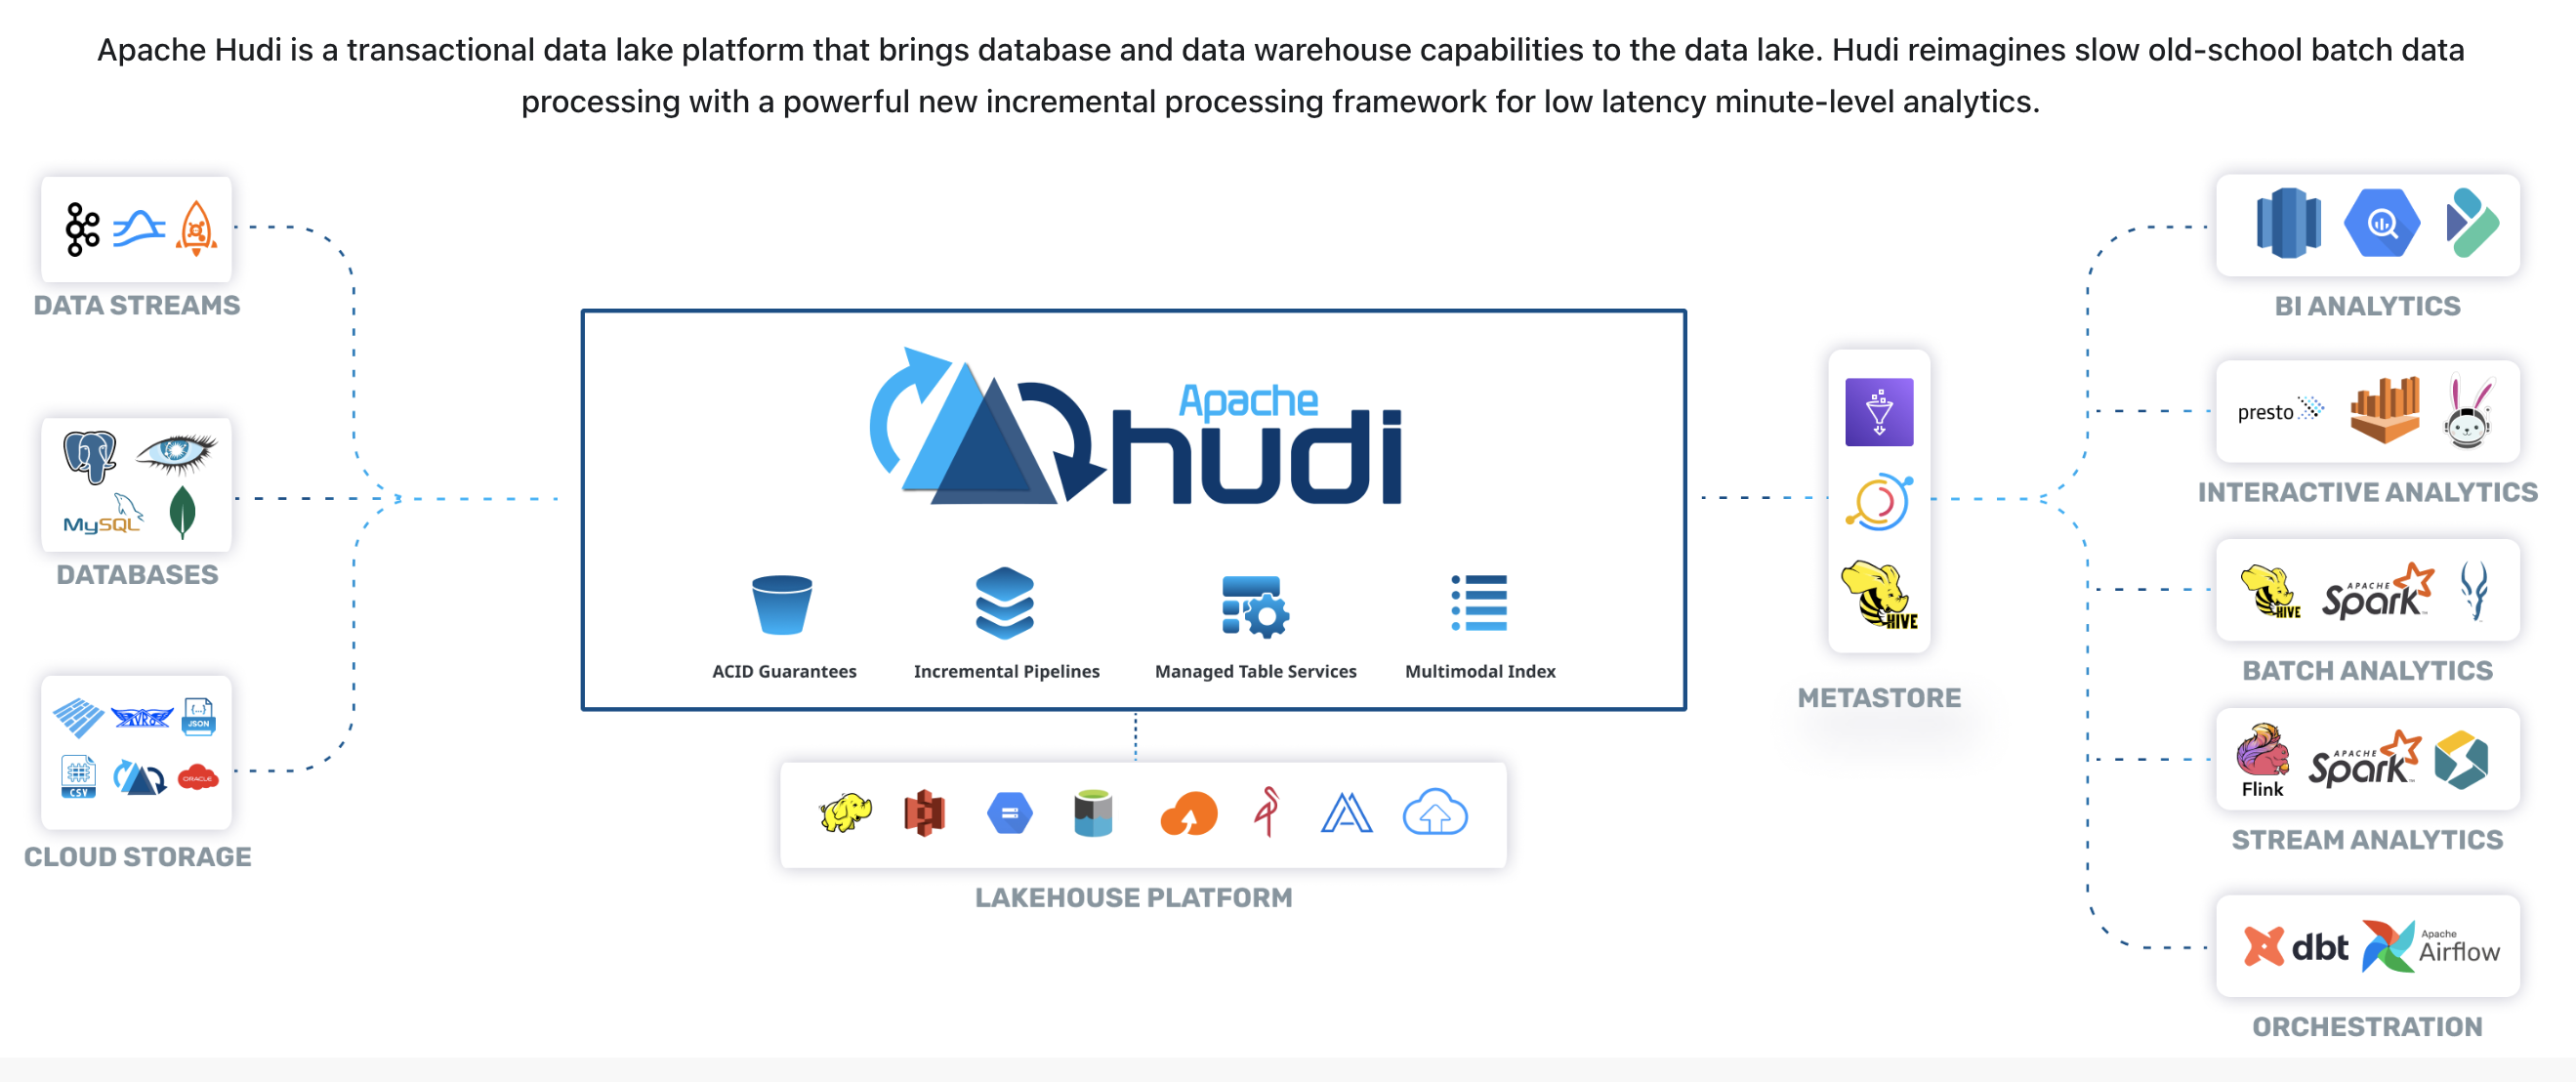 Apache Hudi is a transactional data lake platform that brings database and data warehouse capabilities to the data lake. Hudi reimagines slow old-school batch data
processing with a powerful new incremental processing framework for low latency minute-level analytics.
DATA STREAMS
MySQL
DATABASES
AVRO
{...}
JSON
CSV
ORACLE
CLOUD STORAGE
Apache
hudi
ACID Guarantees
Incremental Pipelines
Managed Table Services
Multimodal Index
LAKEHOUSE PLATFORM
HIVE
METASTORE
BI ANALYTICS
presto
INTERACTIVE ANALYTICS
HIVE
APACHE
Spark™
BATCH ANALYTICS
Flink
APACHE
Spark™
STREAM ANALYTICS
dbt
Apache
Airflow
ORCHESTRATION